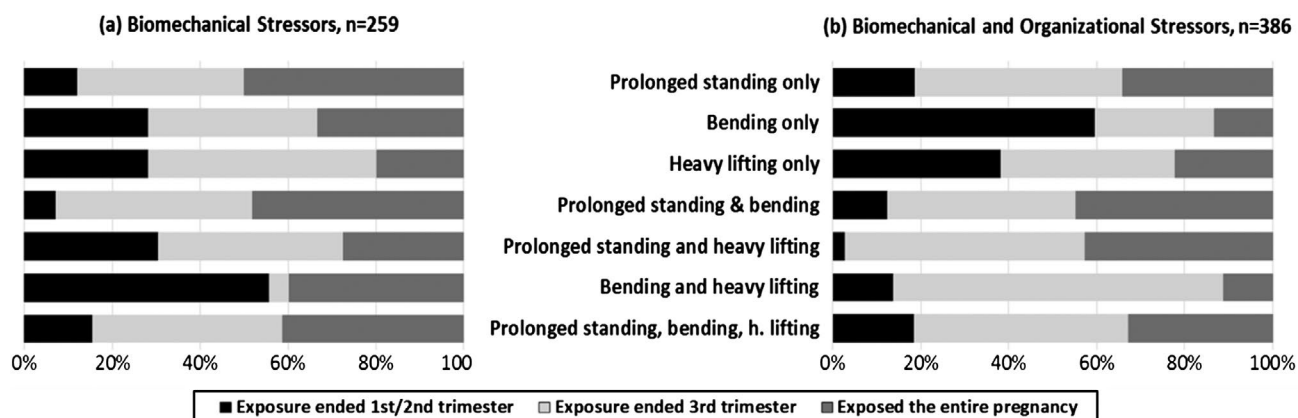 (a) Biomechanical Stressors, n=259
(b) Biomechanical and Organizational Stressors, n=386
Prolonged standing only
Bending only
Heavy lifting only
Prolonged standing & bending
Prolonged standing and heavy lifting
Bending and heavy lifting
Prolonged standing, bending, h. lifting
0% 20% 40% 60% 80% 100
0% 20% 40% 60% 80% 100%
Exposure ended 1st/2nd trimester Exposure ended 3rd trimester Exposed the entire pregnancy